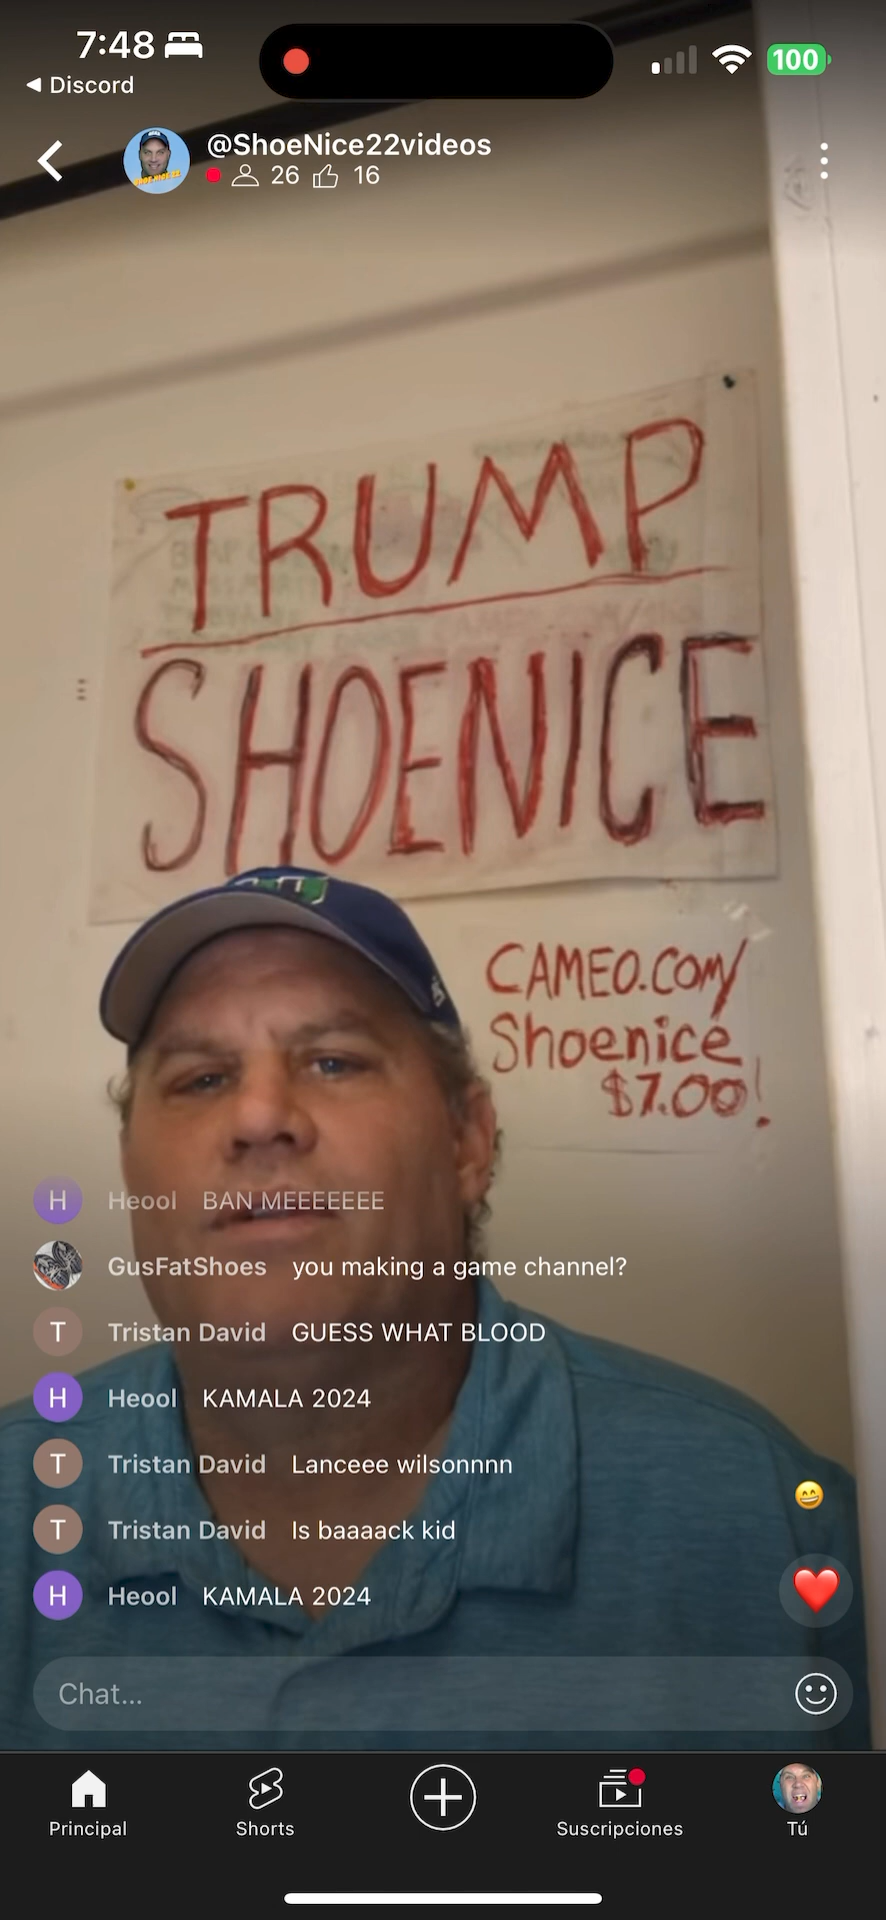 7:48
100
Discord
@ShoeNice22videos
26 16
TRUMP
SHOENICE
CAMEO.COM/
Shoenice
$7.00!
H Heool BAN MEEEEEEE
GusFatShoes you making a game channel?
T Tristan David GUESS WHAT BLOOD
H Heool KAMALA 2024
T Tristan David Lanceee wilsonnnn
T Tristan David Is baaaack kid
H Heool KAMALA 2024
Chat...
Principal
Shorts
Suscripciones
Tú